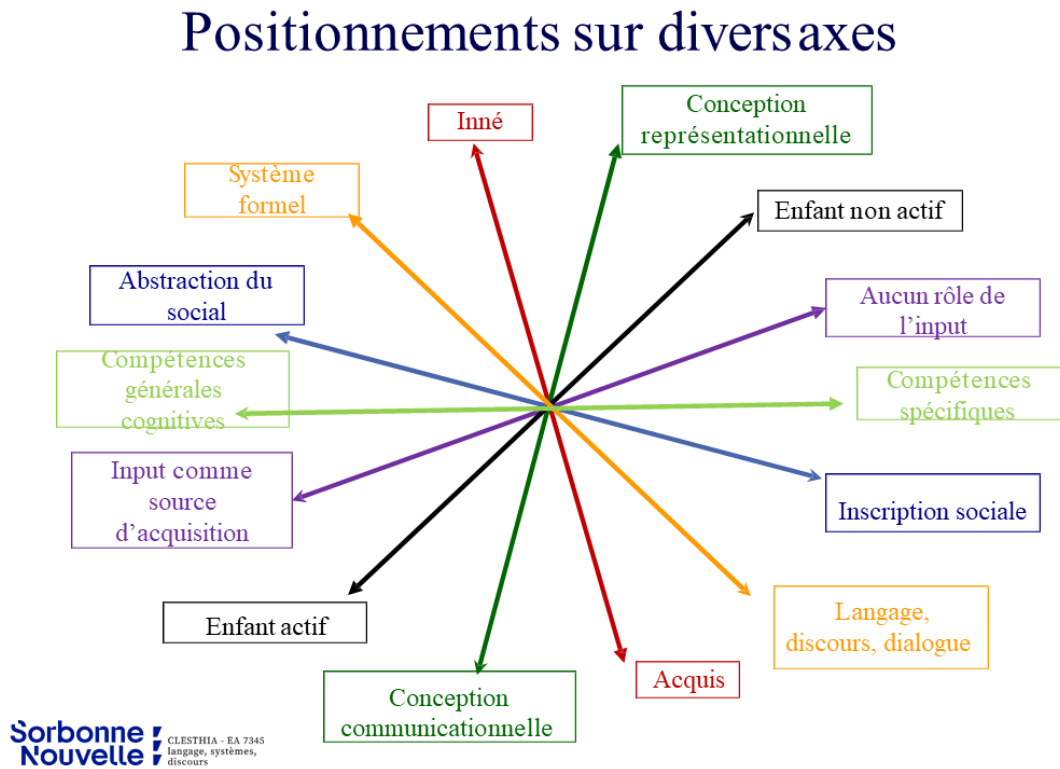 Positionnements sur divers axes
Inné
Conception
représentationnelle
Système
formel
Enfant non actif
Abstraction du
social
Aucun rôle de
l’input
Compétences
générales
cognitives
Compétences
spécifiques
Input comme
source
d’acquisition
Inscription sociale
Enfant actif
Langage,
discours, dialogue
Acquis
Conception
communicationnelle
Sorbonne
Nouvelle
CLESTHIA - EA 7345
langage, systèmes,
discours